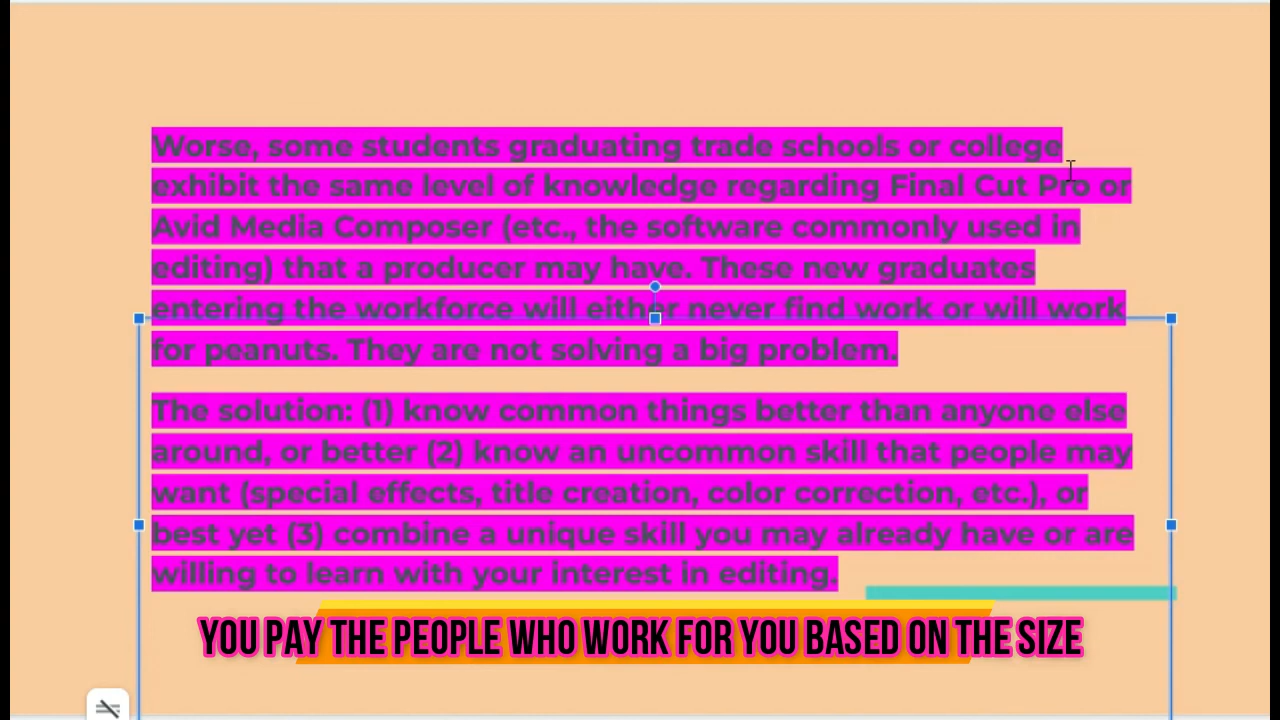 Worse, some students graduating trade schools or college
exhibit the same level of knowledge regarding Final Cut Pro or
Avid Media Composer (etc., the software commonly used in
editing) that a producer may have. These new graduates
entering the workforce will either never find work or will work
for peanuts. They are not solving a big problem.
The solution: (1) know common things better than anyone else
around, or better (2) know an uncommon skill that people may
want (special effects, title creation, color correction, etc.), or
best yet (3) combine a unique skill you may already have or are
willing to learn with your interest in editing.
YOU PAY THE PEOPLE WHO WORK FOR YOU BASED ON THE SIZE